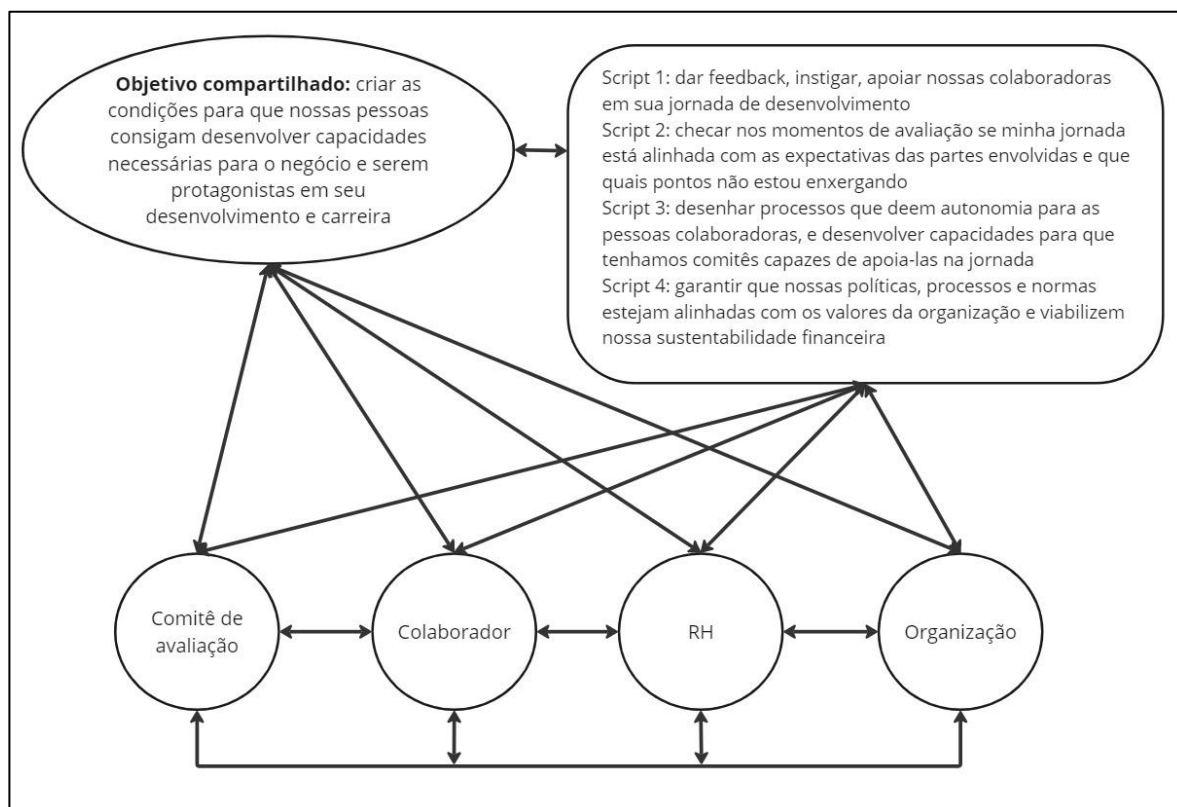 Objetivo compartilhado: criar as
condições para que nossas pessoas
consigam desenvolver capacidades
necessárias para o negócio e serem
protagonistas em seu
desenvolvimento e carreira
Script 1: dar feedback, instigar, apoiar nossas colaboradoras
em sua jornada de desenvolvimento
Script 2: checar nos momentos de avaliação se minha jornada
está alinhada com as expectativas das partes envolvidas e que
quais pontos não estou enxergando
Script 3: desenhar processos que deem autonomia para as
pessoas colaboradoras, e desenvolver capacidades para que
tenhamos comitês capazes de apoia-las na jornada
Script 4: garantir que nossas políticas, processos e normas
estejam alinhadas com os valores da organização e viabilizem
nossa sustentabilidade financeira
Comitê de
avaliação
Colaborador
RH
Organização